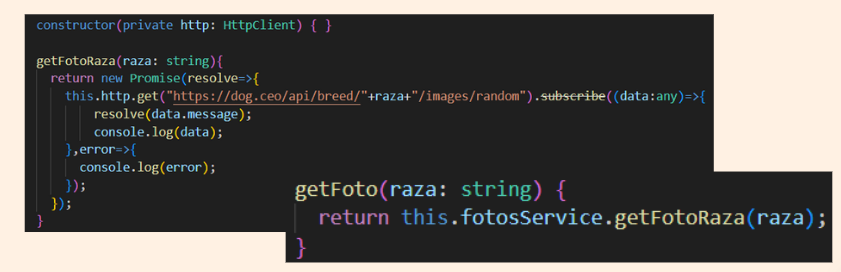 constructor(private http: HttpClient) { }
getFotoRaza(raza: string){
return new Promise(resolve=>{
this.http.get("https://dog.ceo/api/breed/"+raza+"/images/random").subscribe((data:any)=>{
resolve(data.message);
console.log(data);
},error=>{
console.log(error);
});
});
}
getFoto(raza: string) {
return this.fotosService.getFotoRaza(raza);
}